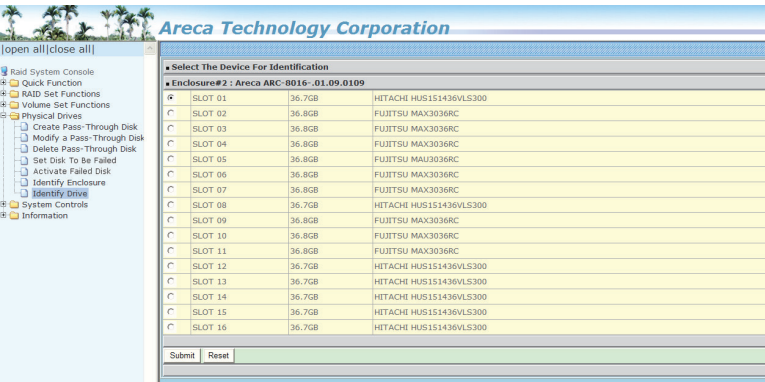 Areca Technology Corporation
|open all|close all|
Raid System Console
Quick Function
RAID Set Functions
Volume Set Functions
Physical Drives
Create Pass-Through Disk
Modify a Pass-Through Disk
Delete Pass-Through Disk
Set Disk To Be Failed
Activate Failed Disk
Identify Enclosure
Identify Drive
System Controls
Information
Select The Device For Identification
Enclosure#2 : Areca ARC-8016-.01.09.0109
SLOT 01 36.7GB HITACHI HUS151436VLS300
SLOT 02 36.8GB FUJITSU MAX3036RC
SLOT 03 36.8GB FUJITSU MAX3036RC
SLOT 04 36.8GB FUJITSU MAX3036RC
SLOT 05 36.8GB FUJITSU MAU3036RC
SLOT 06 36.8GB FUJITSU MAX3036RC
SLOT 07 36.8GB FUJITSU MAX3036RC
SLOT 08 36.7GB HITACHI HUS151436VLS300
SLOT 09 36.8GB FUJITSU MAX3036RC
SLOT 10 36.8GB FUJITSU MAX3036RC
SLOT 11 36.8GB FUJITSU MAX3036RC
SLOT 12 36.7GB HITACHI HUS151436VLS300
SLOT 13 36.7GB HITACHI HUS151436VLS300
SLOT 14 36.7GB HITACHI HUS151436VLS300
SLOT 15 36.7GB HITACHI HUS151436VLS300
SLOT 16 36.7GB HITACHI HUS151436VLS300
Submit Reset